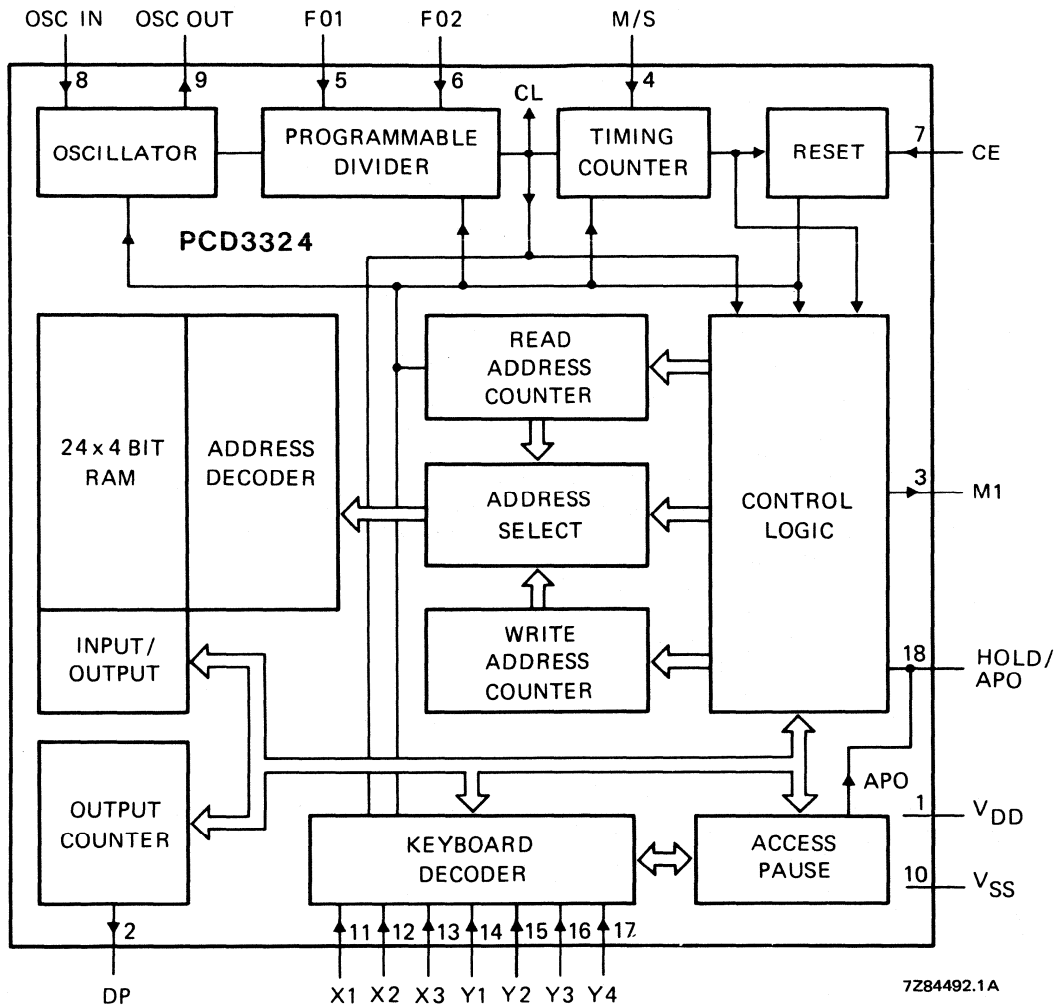 OSC IN OSC OUT F01 F02 M/S
8 9 5 6 CL 4
OSCILLATOR
PROGRAMMABLE
DIVIDER
TIMING
COUNTER
RESET
7 CE
PCD3324
24 x 4 BIT
RAM
ADDRESS
DECODER
READ
ADDRESS
COUNTER
ADDRESS
SELECT
CONTROL
LOGIC
3 M1
INPUT/
OUTPUT
WRITE
ADDRESS
COUNTER
18 HOLD/
APO
OUTPUT
COUNTER
APO
1 VDD
KEYBOARD
DECODER
ACCESS
PAUSE
10 VSS
2 11 12 13 14 15 16 17
DP X1 X2 X3 Y1 Y2 Y3 Y4
7Z84492.1A